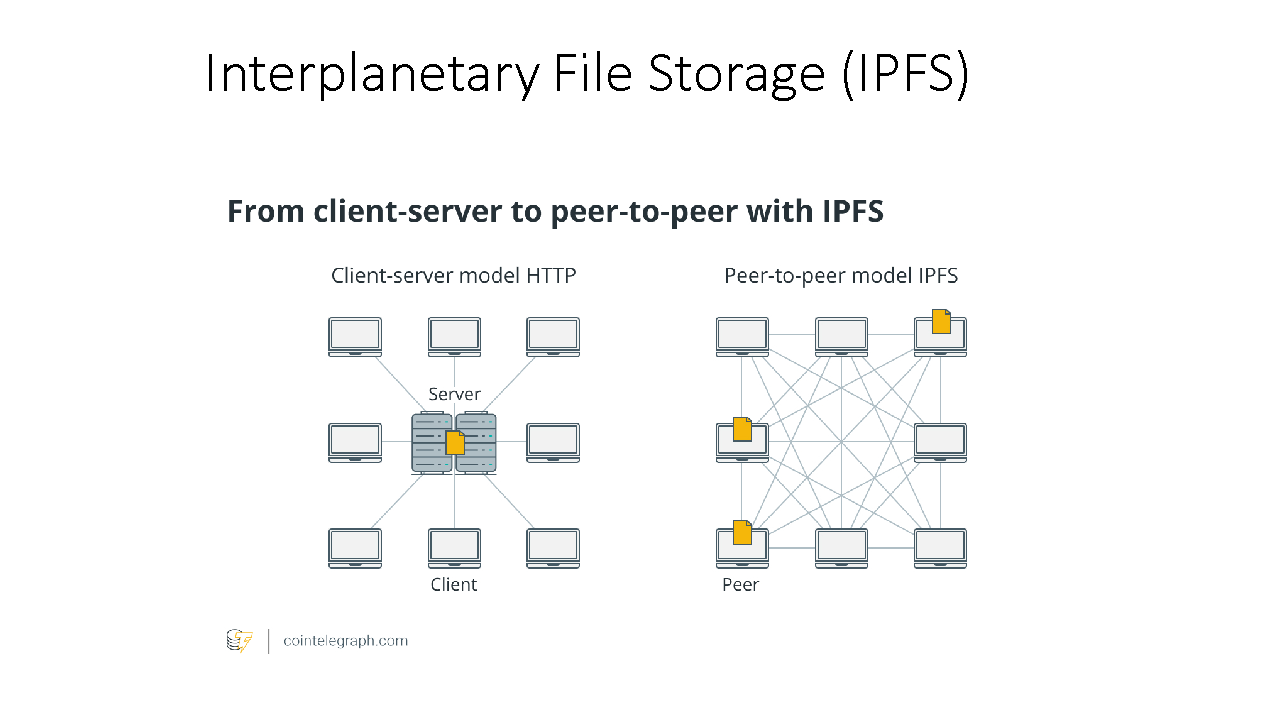 Interplanetary File Storage (IPFS)
From client-server to peer-to-peer with IPFS
Client-server model HTTP
Peer-to-peer model IPFS
Server
Client
Peer
cointelegraph.com